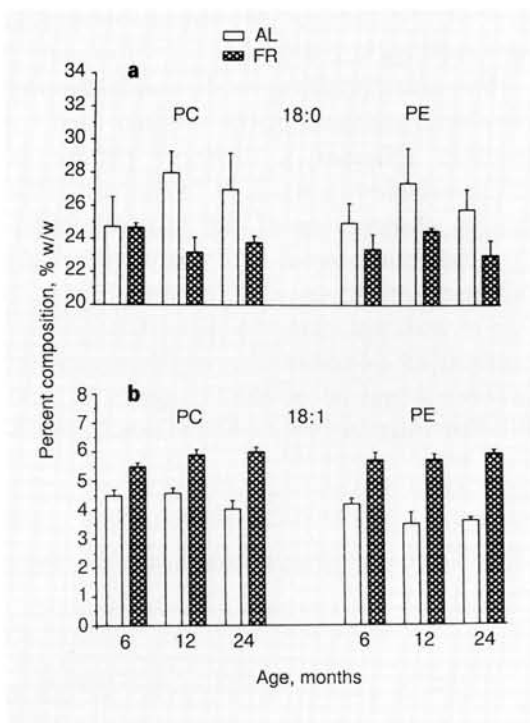 AL
FR
a
PC 18:0 PE
34
32
30
28
26
24
22
20
Percent composition, % w/w
b
PC 18:1 PE
8
7
6
5
4
3
2
1
0
6 12 24 6 12 24
Age, months